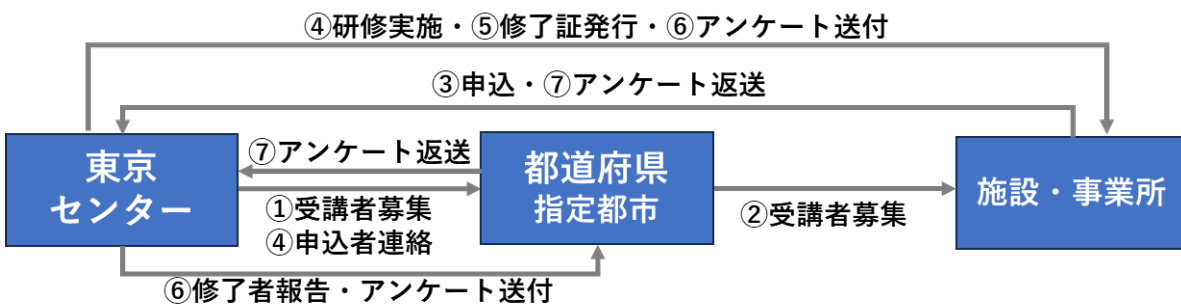 ④研修実施・⑤修了証発行・⑥アンケート送付
③申込・⑦アンケート返送
東京
センター
⑦アンケート返送
①受講者募集
④申込者連絡
都道府県
指定都市
②受講者募集
施設・事業所
⑥修了者報告・アンケート送付